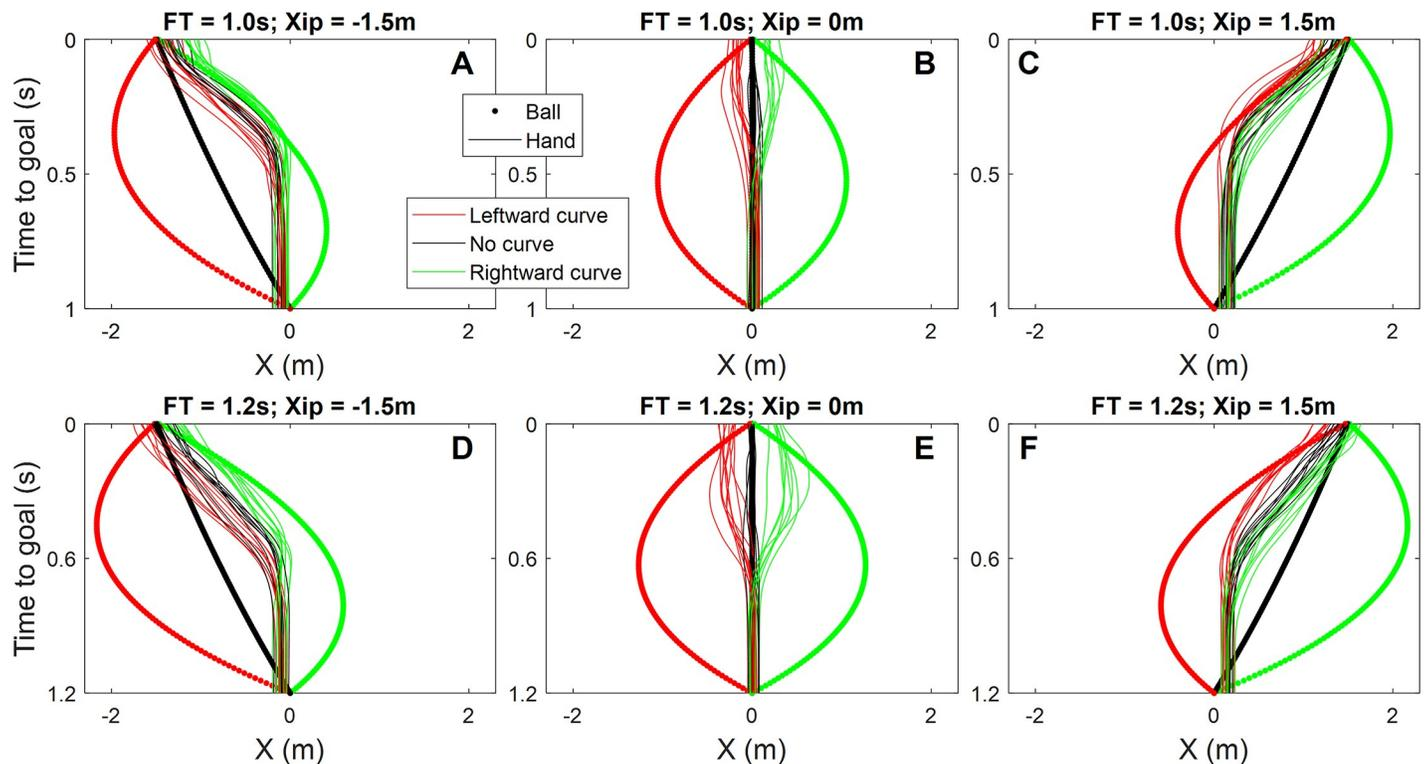 FT = 1.0s; Xip = -1.5m
FT = 1.0s; Xip = 0m
FT = 1.0s; Xip = 1.5m
Time to goal (s)
0
0.5
1
A
-2
0
2
X (m)
Ball
Hand
Leftward curve
No curve
Rightward curve
0
0.5
1
B
-2
0
2
X (m)
0
0.5
1
C
-2
0
2
X (m)
FT = 1.2s; Xip = -1.5m
FT = 1.2s; Xip = 0m
FT = 1.2s; Xip = 1.5m
Time to goal (s)
0
0.6
1.2
D
-2
0
2
X (m)
0
0.6
1.2
E
-2
0
2
X (m)
0
0.6
1.2
F
-2
0
2
X (m)